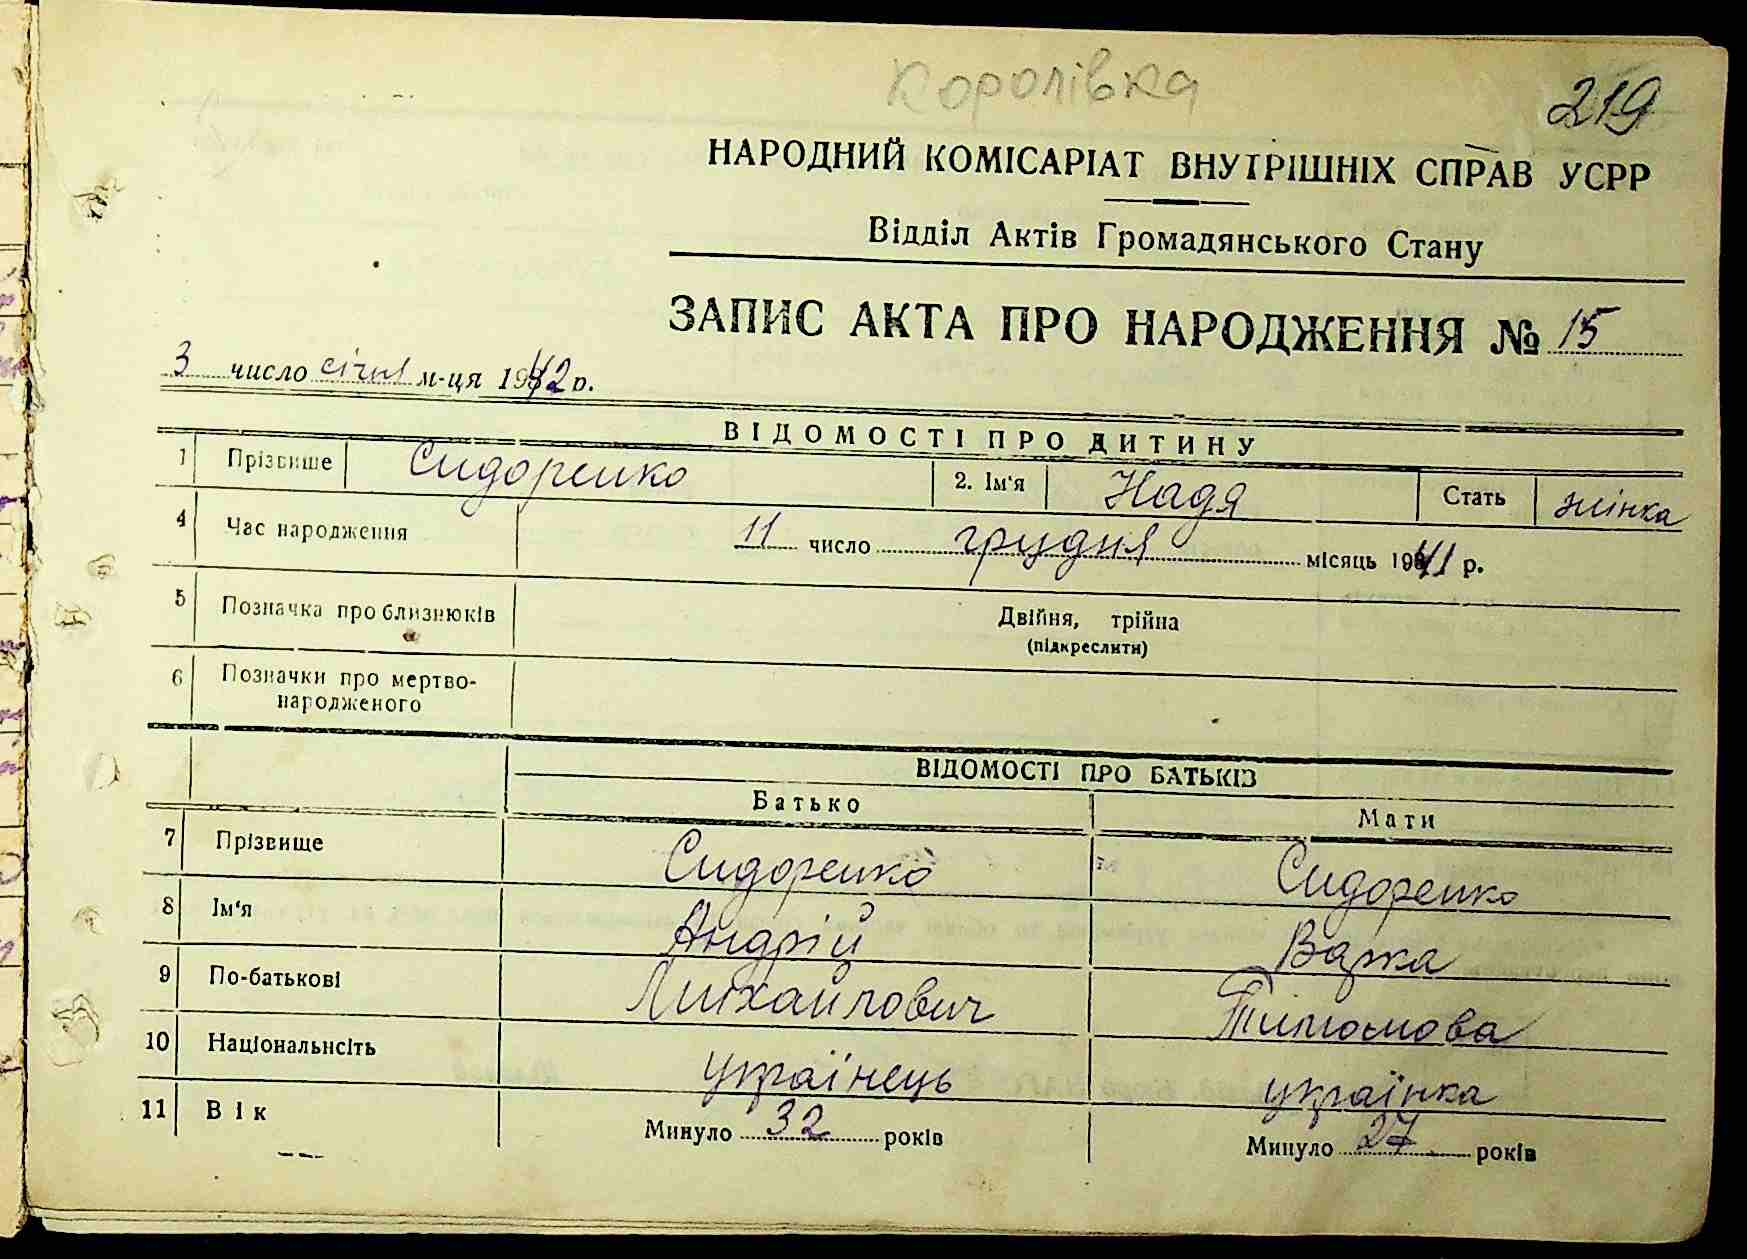 Королівка
219
НАРОДНИЙ КОМІСАРІАТ ВНУТРІШНІХ СПРАВ УСРР
Відділ Актів Громадянського Стану
ЗАПИС АКТА ПРО НАРОДЖЕННЯ № 15
3 число січня м-ця 1942 р.
ВІДОМОСТІ ПРО ДИТИНУ
1 Прізвище Сидоренко 2. Ім'я Надя Стать жінка
4 Час народження 11 число грудня місяць 1941 р.
5 Позначка про близнюків Двійня, трійна
(підкреслити)
6 Позначки про мертво-
народженого
ВІДОМОСТІ ПРО БАТЬКІВ
Батько Мати
7 Прізвище Сидоренко Сидоренко
8 Ім'я Андрій Варка
9 По-батькові Михайлович Тимошова
10 Національність українець українка
11 Вік Минуло 32 років Минуло 27 років